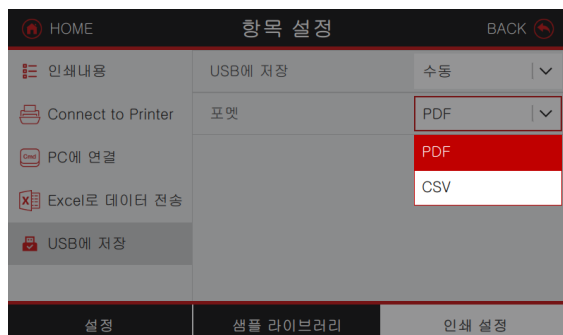 HOME
항목 설정
BACK
인쇄내용
USB에 저장
수동
Connect to Printer
포멧
PDF
Cmd
PC에 연결
PDF
CSV
X
Excel로 데이터 전송
USB에 저장
설정
샘플 라이브러리
인쇄 설정